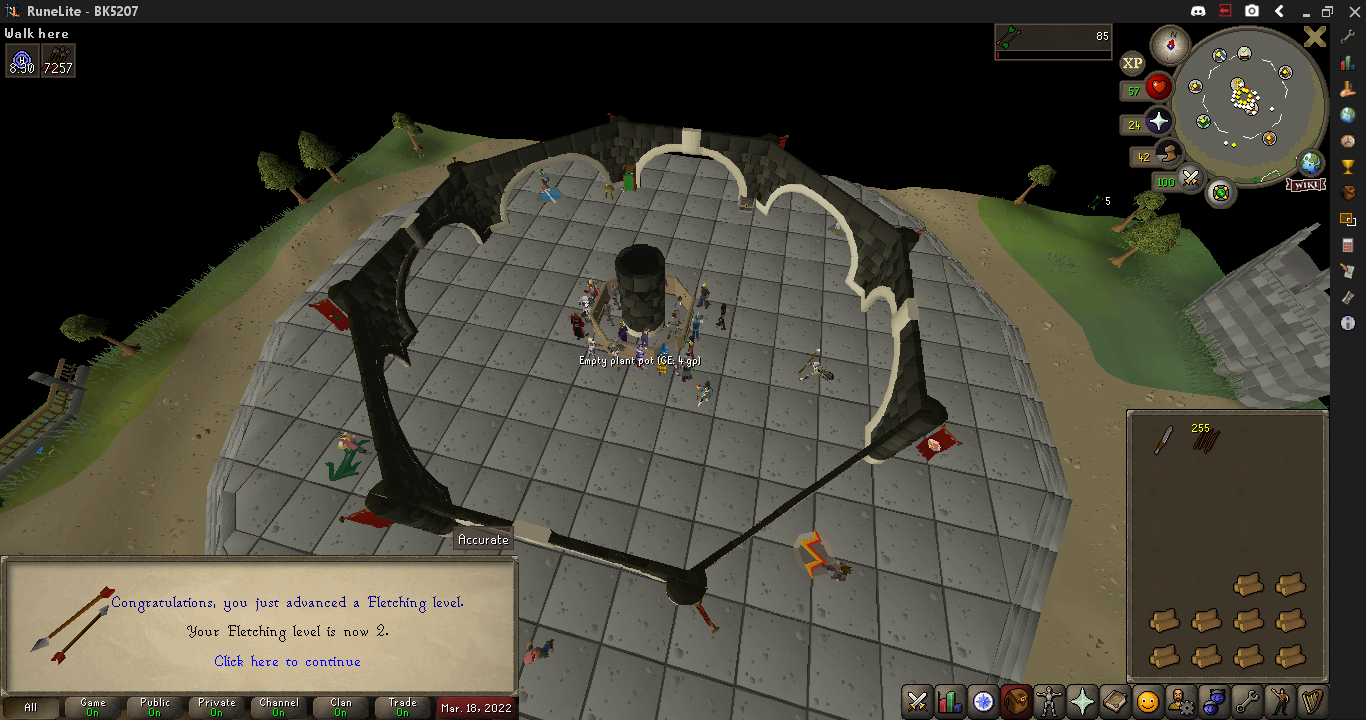 RuneLite - BK5207
Walk here
8:30
7257
85
XP
57
24
42
100
WIKI
5
Empty plant pot (GE: 4 gp)
255
Accurate
Congratulations, you just advanced a Fletching level.
Your Fletching level is now 2.
Click here to continue
All
Game
On
Public
On
Private
On
Channel
On
Clan
On
Trade
On
Mar. 18, 2022